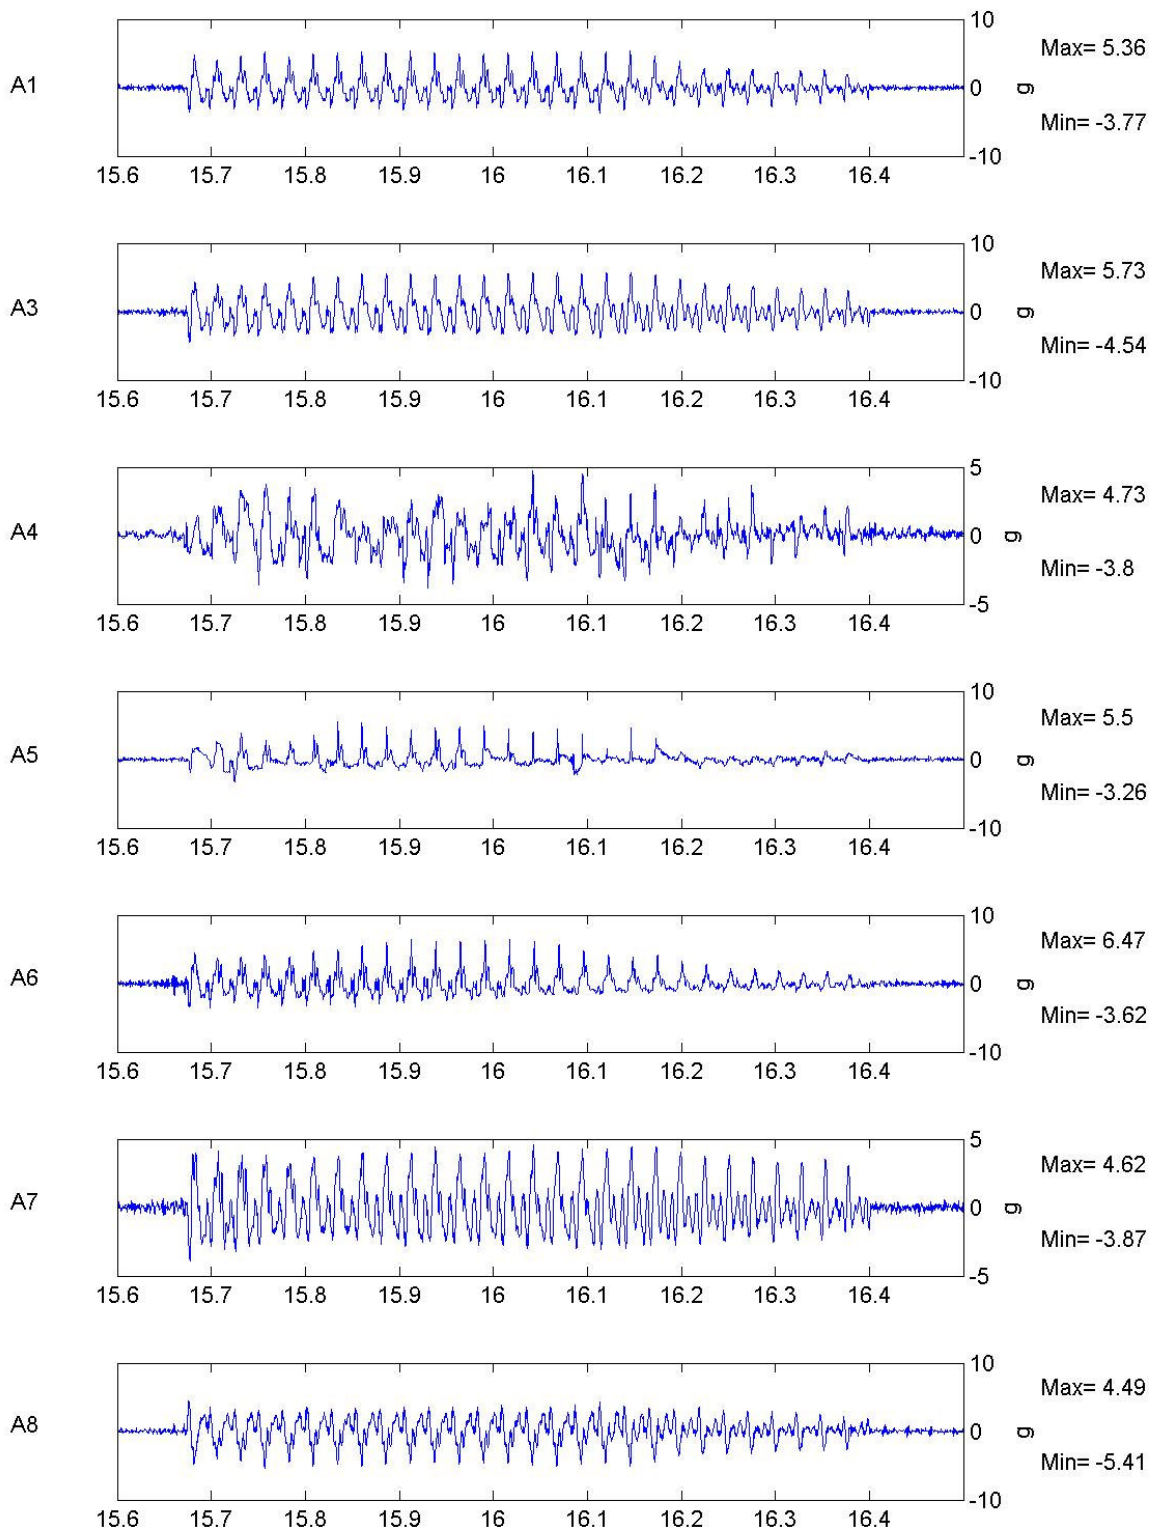 10
A1
Max= 5.36
0
g
Min= -3.77
-10
15.6 15.7 15.8 15.9 16 16.1 16.2 16.3 16.4
10
A3
Max= 5.73
0
g
Min= -4.54
-10
15.6 15.7 15.8 15.9 16 16.1 16.2 16.3 16.4
5
A4
Max= 4.73
0
g
Min= -3.8
-5
15.6 15.7 15.8 15.9 16 16.1 16.2 16.3 16.4
10
A5
Max= 5.5
0
g
Min= -3.26
-10
15.6 15.7 15.8 15.9 16 16.1 16.2 16.3 16.4
10
A6
Max= 6.47
0
g
Min= -3.62
-10
15.6 15.7 15.8 15.9 16 16.1 16.2 16.3 16.4
5
A7
Max= 4.62
0
g
Min= -3.87
-5
15.6 15.7 15.8 15.9 16 16.1 16.2 16.3 16.4
10
A8
Max= 4.49
0
g
Min= -5.41
-10
15.6 15.7 15.8 15.9 16 16.1 16.2 16.3 16.4